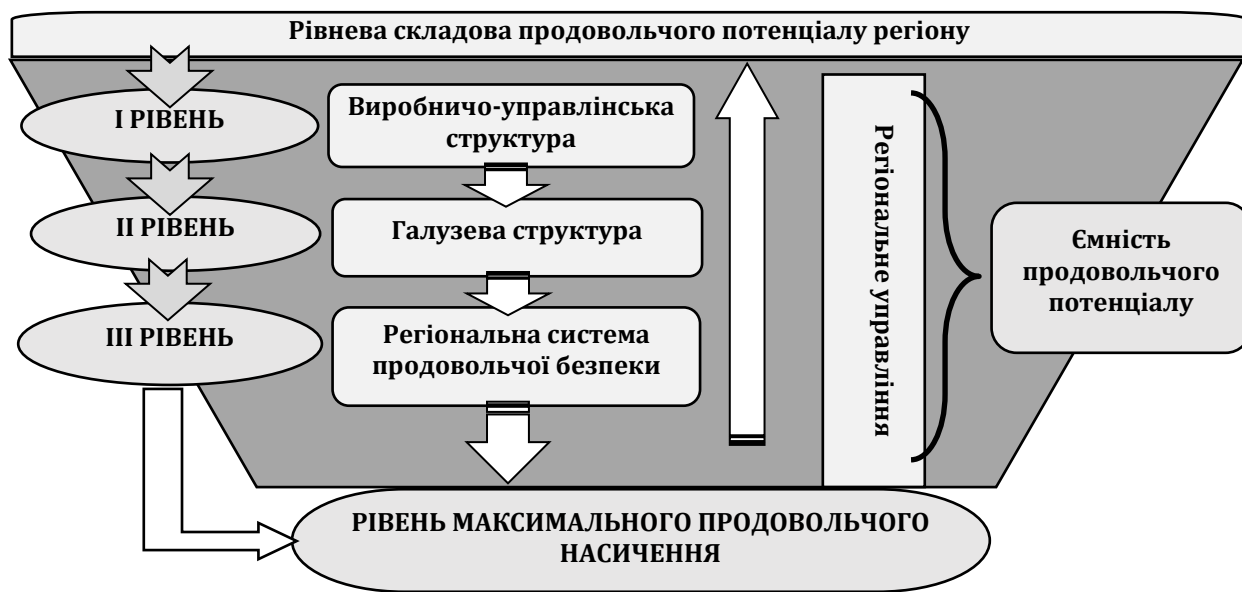 Рівнева складова продовольчого потенціалу регіону
І РІВЕНЬ
Виробничо-управлінська
структура
ІІ РІВЕНЬ
Галузева структура
ІІІ РІВЕНЬ
Регіональна система
продовольчої безпеки
Регіональне управління
Ємність
продовольчого
потенціалу
РІВЕНЬ МАКСИМАЛЬНОГО ПРОДОВОЛЬЧОГО
НАСИЧЕННЯ